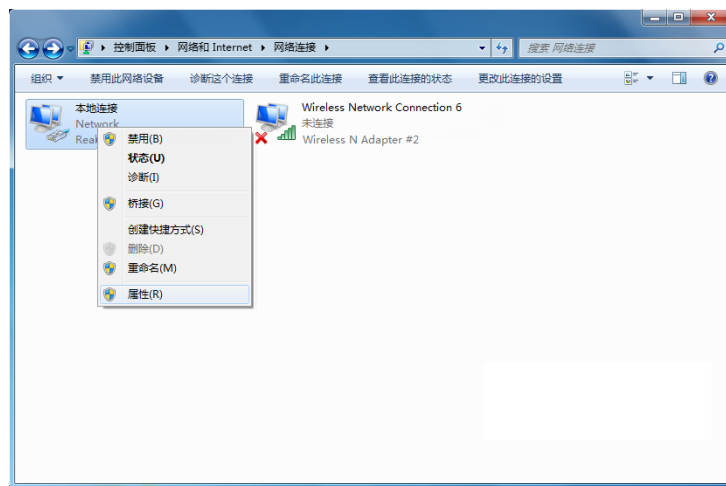 控制面板 ▸ 网络和 Internet ▸ 网络连接 ▸
搜索 网络连接
组织 禁用此网络设备 诊断这个连接 重命名此连接 查看此连接的状态 更改此连接的设置
本地连接
Network
Wireless Network Connection 6
未连接
Wireless N Adapter #2
禁用(B)
状态(U)
诊断(I)
桥接(G)
创建快捷方式(S)
删除(D)
重命名(M)
属性(R)